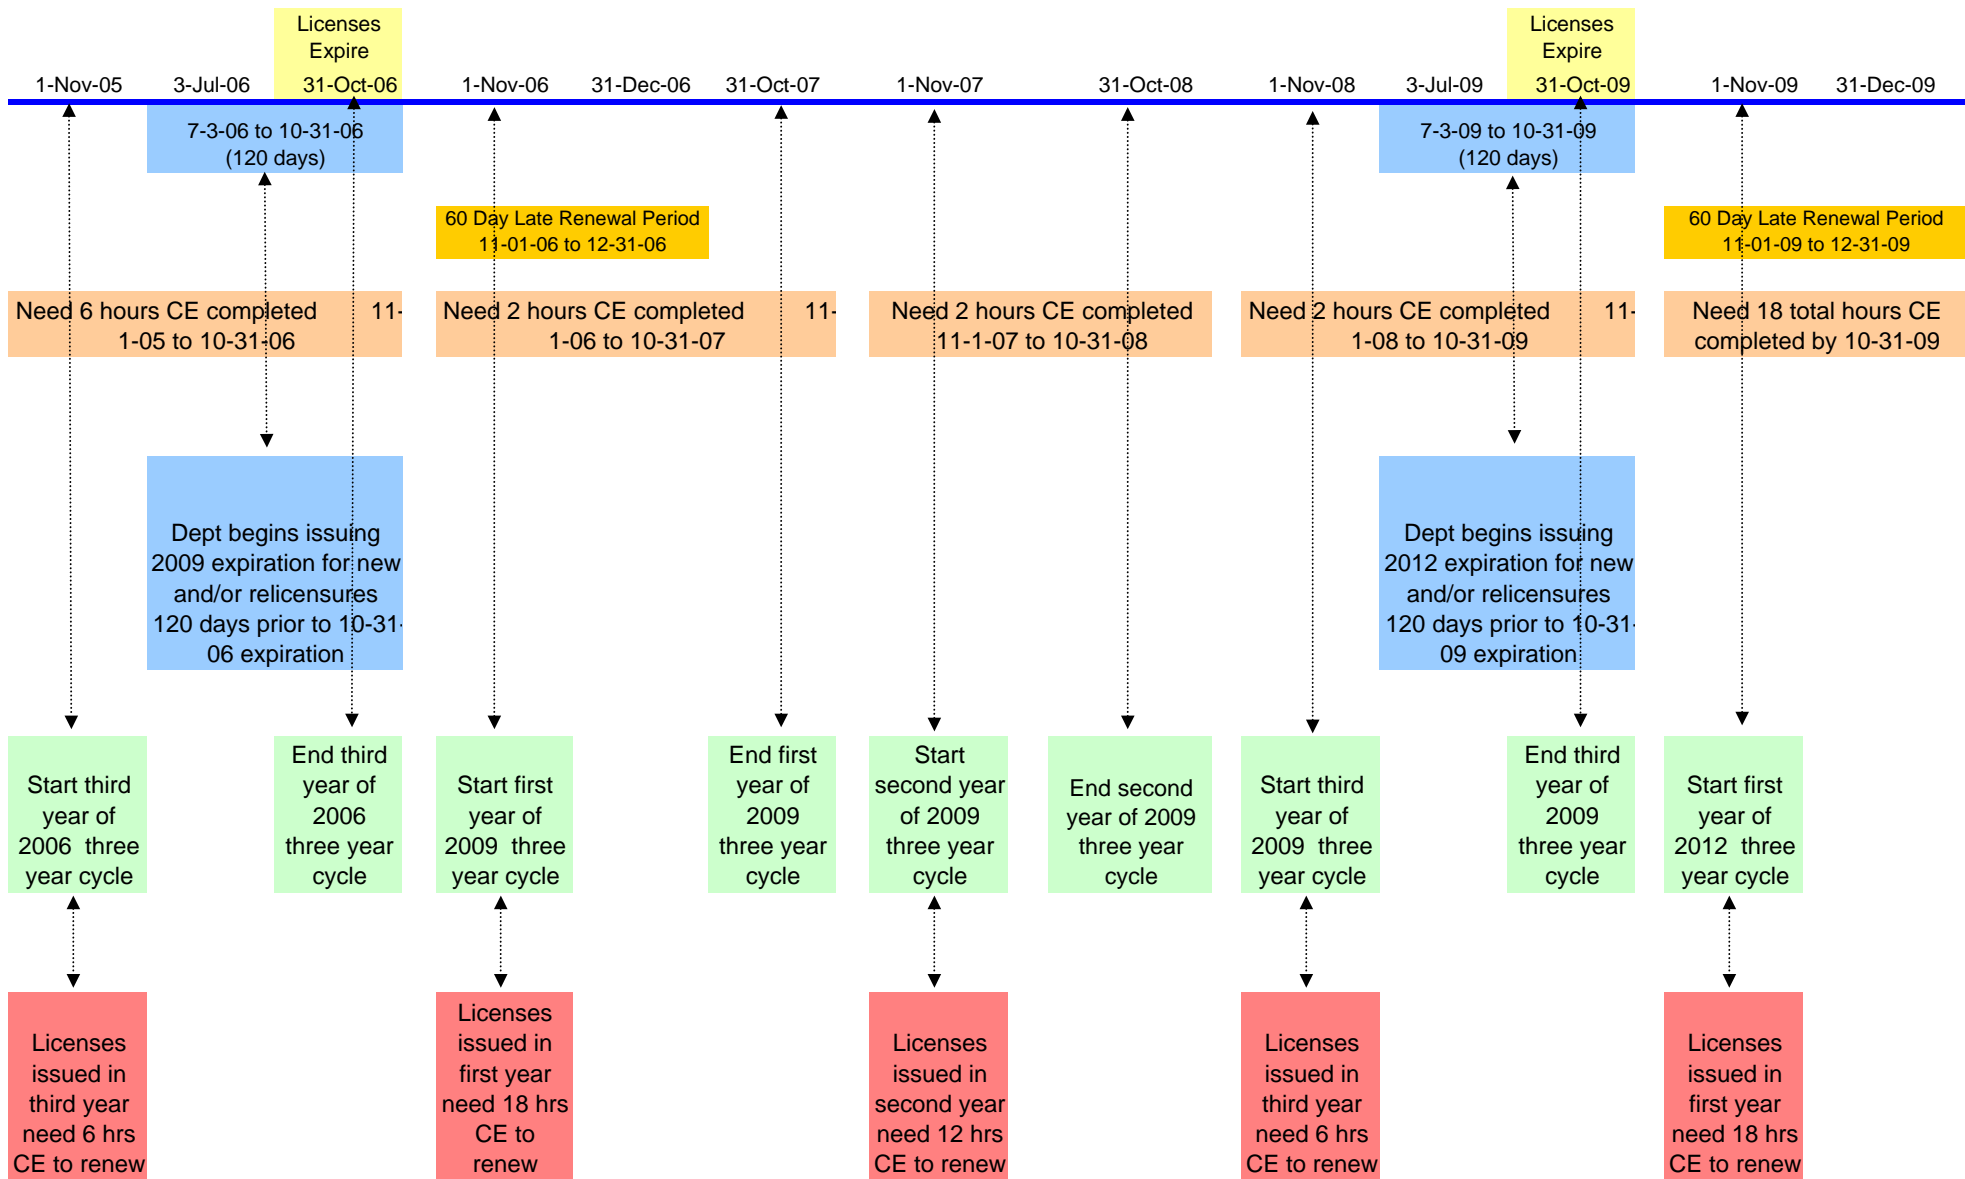 Licenses
Expire
Licenses
Expire
1-Nov-05
3-Jul-06
31-Oct-06
1-Nov-06
31-Dec-06
31-Oct-07
1-Nov-07
31-Oct-08
1-Nov-08
3-Jul-09
31-Oct-09
1-Nov-09
31-Dec-09
7-3-06 to 10-31-06
(120 days)
7-3-09 to 10-31-09
(120 days)
60 Day Late Renewal Period
11-01-06 to 12-31-06
60 Day Late Renewal Period
11-01-09 to 12-31-09
Need 6 hours CE completed 11-
1-05 to 10-31-06
Need 2 hours CE completed 11-
1-06 to 10-31-07
Need 2 hours CE completed
11-1-07 to 10-31-08
Need 2 hours CE completed 11-
1-08 to 10-31-09
Need 18 total hours CE
completed by 10-31-09
Dept begins issuing
2009 expiration for new
and/or relicensures
120 days prior to 10-31-
06 expiration
Dept begins issuing
2012 expiration for new
and/or relicensures
120 days prior to 10-31-
09 expiration
Start third
year of
2006 three
year cycle
End third
year of
2006
three year
cycle
Start first
year of
2009 three
year cycle
End first
year of
2009
three year
cycle
Start
second year
of 2009
three year
cycle
End second
year of 2009
three year
cycle
Start third
year of
2009 three
year cycle
End third
year of
2009
three year
cycle
Start first
year of
2012 three
year cycle
Licenses
issued in
third year
need 6 hrs
CE to renew
Licenses
issued in
first year
need 18 hrs
CE to
renew
Licenses
issued in
second year
need 12 hrs
CE to renew
Licenses
issued in
third year
need 6 hrs
CE to renew
Licenses
issued in
first year
need 18 hrs
CE to renew